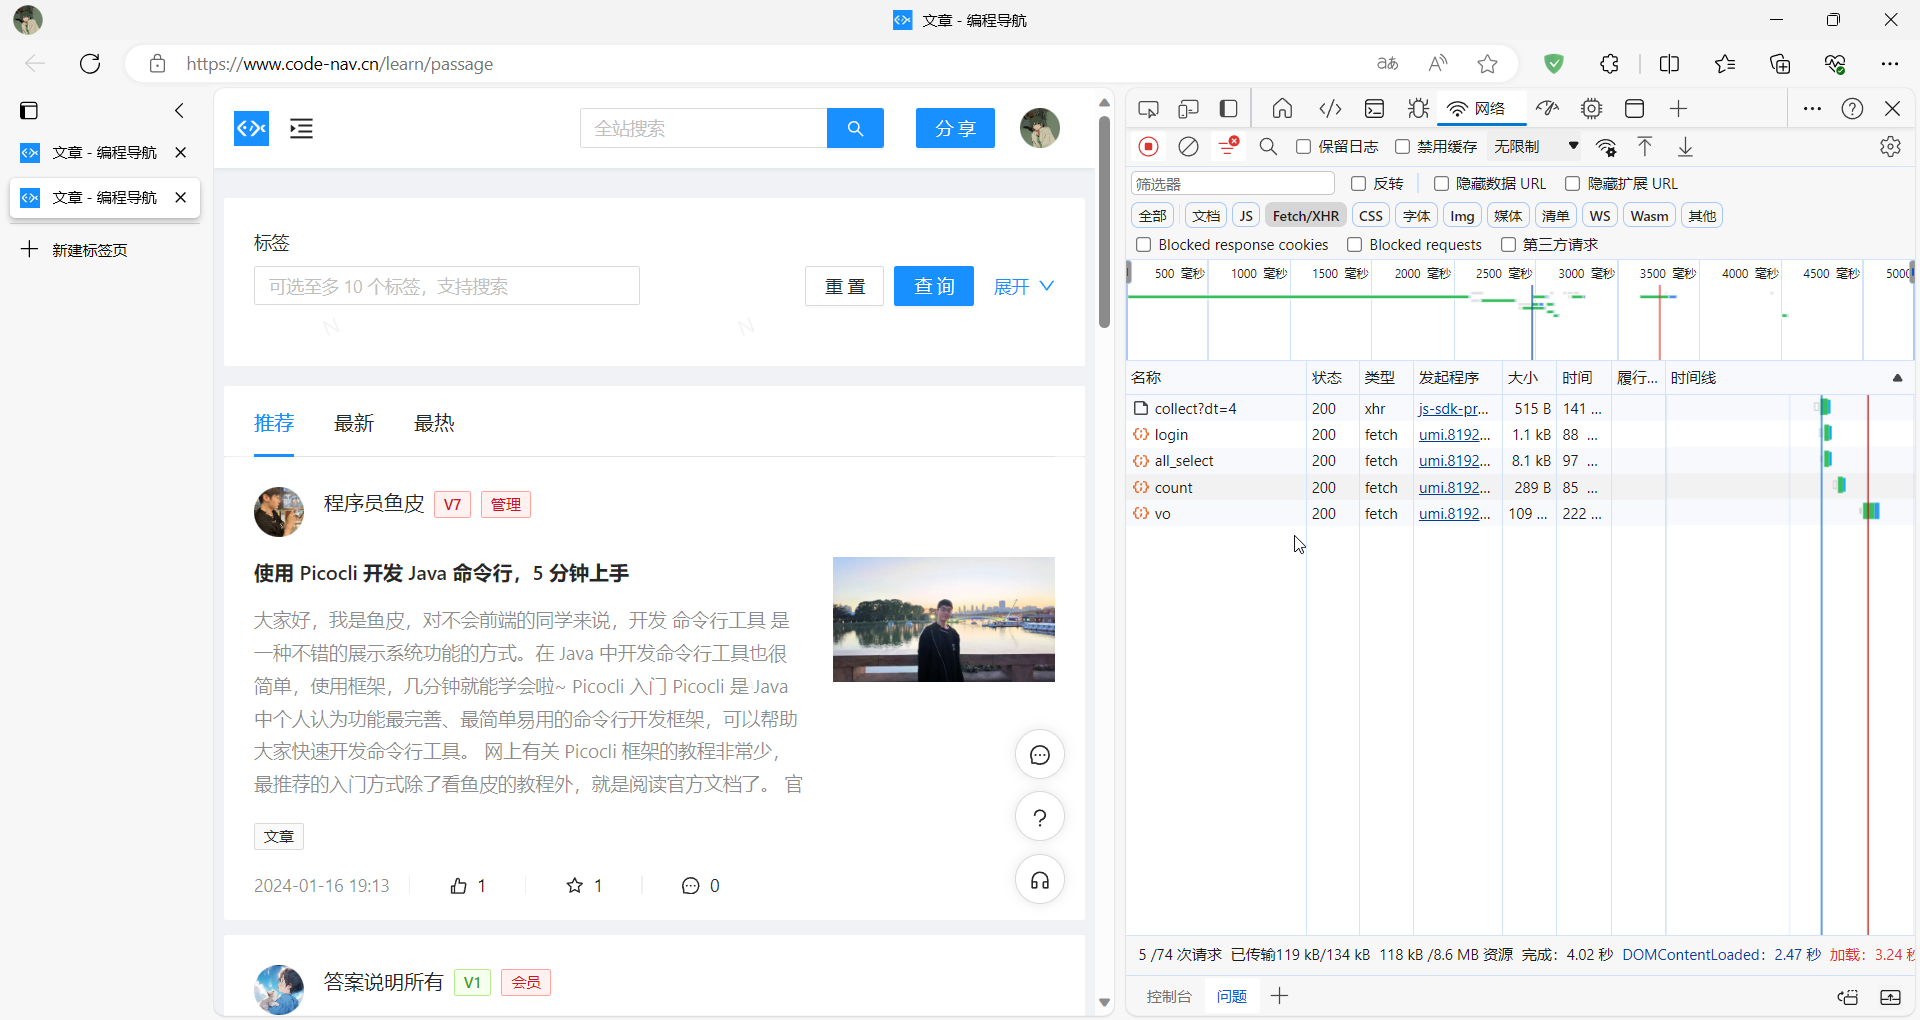 文章 - 编程导航
https://www.code-nav.cn/learn/passage
文章 - 编程导航
文章 - 编程导航
新建标签页
全站搜索
分享
标签
可选至多 10 个标签，支持搜索
重置
查询
展开
N
N
推荐
最新
最热
程序员鱼皮
V7
管理
使用 Picocli 开发 Java 命令行，5 分钟上手
大家好，我是鱼皮，对不会前端的同学来说，开发 命令行工具 是
一种不错的展示系统功能的方式。在 Java 中开发命令行工具也很
简单，使用框架，几分钟就能学会啦~ Picocli 入门 Picocli 是 Java
中个人认为功能最完善、最简单易用的命令行开发框架，可以帮助
大家快速开发命令行工具。 网上有关 Picocli 框架的教程非常少，
最推荐的入门方式除了看鱼皮的教程外，就是阅读官方文档了。 官
文章
2024-01-16 19:13
1
1
0
答案说明所有
V1
会员
网络
保留日志
禁用缓存
无限制
筛选器
反转
隐藏数据 URL
隐藏扩展 URL
全部
文档
JS
Fetch/XHR
CSS
字体
Img
媒体
清单
WS
Wasm
其他
Blocked response cookies
Blocked requests
第三方请求
500 毫秒
1000 毫秒
1500 毫秒
2000 毫秒
2500 毫秒
3000 毫秒
3500 毫秒
4000 毫秒
4500 毫秒
5000
名称 状态 类型 发起程序 大小 时间 履行... 时间线
collect?dt=4 200 xhr js-sdk-pr... 515 B 141 ...
login 200 fetch umi.8192... 1.1 kB 88 ...
all_select 200 fetch umi.8192... 8.1 kB 97 ...
count 200 fetch umi.8192... 289 B 85 ...
vo 200 fetch umi.8192... 109 ... 222 ...
5 /74 次请求 已传输119 kB/134 kB 118 kB /8.6 MB 资源 完成：4.02 秒 DOMContentLoaded：2.47 秒 加载：3.24 秒
控制台
问题